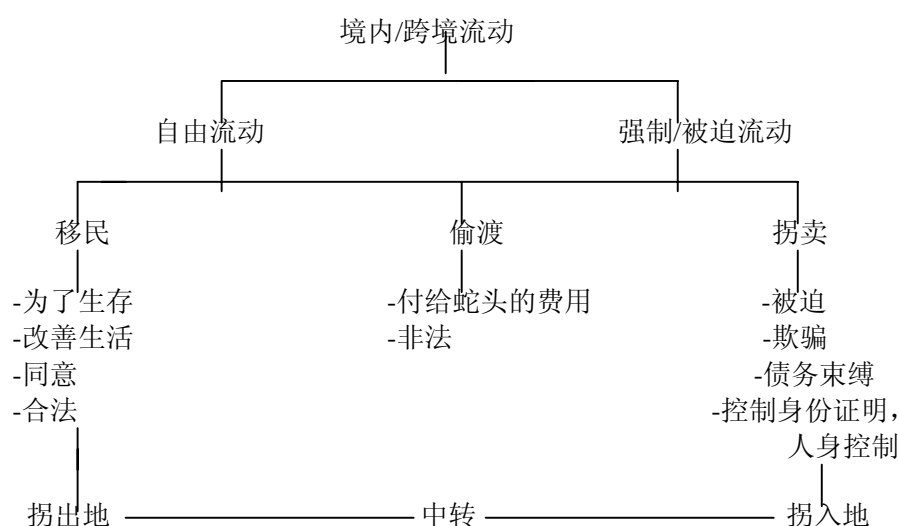 境内/跨境流动
自由流动 强制/被迫流动
移民 偷渡 拐卖
-为了生存 -付给蛇头的费用 -被迫
-改善生活 -非法 -欺骗
-同意 -债务束缚
-合法 -控制身份证明，
人身控制
拐出地 中转 拐入地